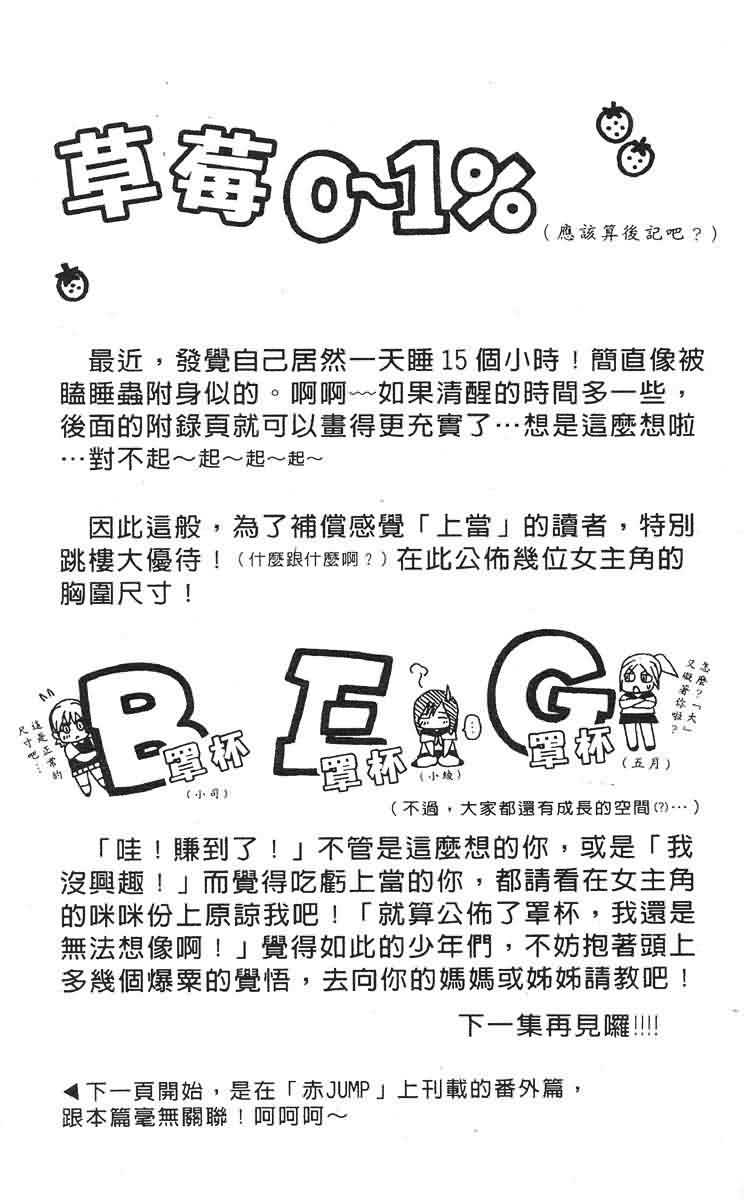 草莓0~1%
（應該算後記吧？）
最近，發覺自己居然一天睡15個小時！簡直像被
瞌睡蟲附身似的。啊啊~~如果清醒的時間多一些，
後面的附錄頁就可以畫得更充實了…想是這麼想啦
…對不起～起～起～起～
因此這般，為了補償感覺「上當」的讀者，特別
跳樓大優待！（什麼跟什麼啊？）在此公佈幾位女主角的
胸圍尺寸！
這是正常的
尺寸吧…
B
罩杯
（小司）
E
罩杯
?
…
（小綾）
G
罩杯
怎麼？「大」
又礙著你啦？
（五月）
（不過，大家都還有成長的空間(?)…）
「哇！賺到了！」不管是這麼想的你，或是「我
沒興趣！」而覺得吃虧上當的你，都請看在女主角
的咪咪份上原諒我吧！「就算公佈了罩杯，我還是
無法想像啊！」覺得如此的少年們，不妨抱著頭上
多幾個爆粟的覺悟，去向你的媽媽或姊姊請教吧！
下一集再見囉!!!!
◀下一頁開始，是在「赤JUMP」上刊載的番外篇，
跟本篇毫無關聯！呵呵呵～